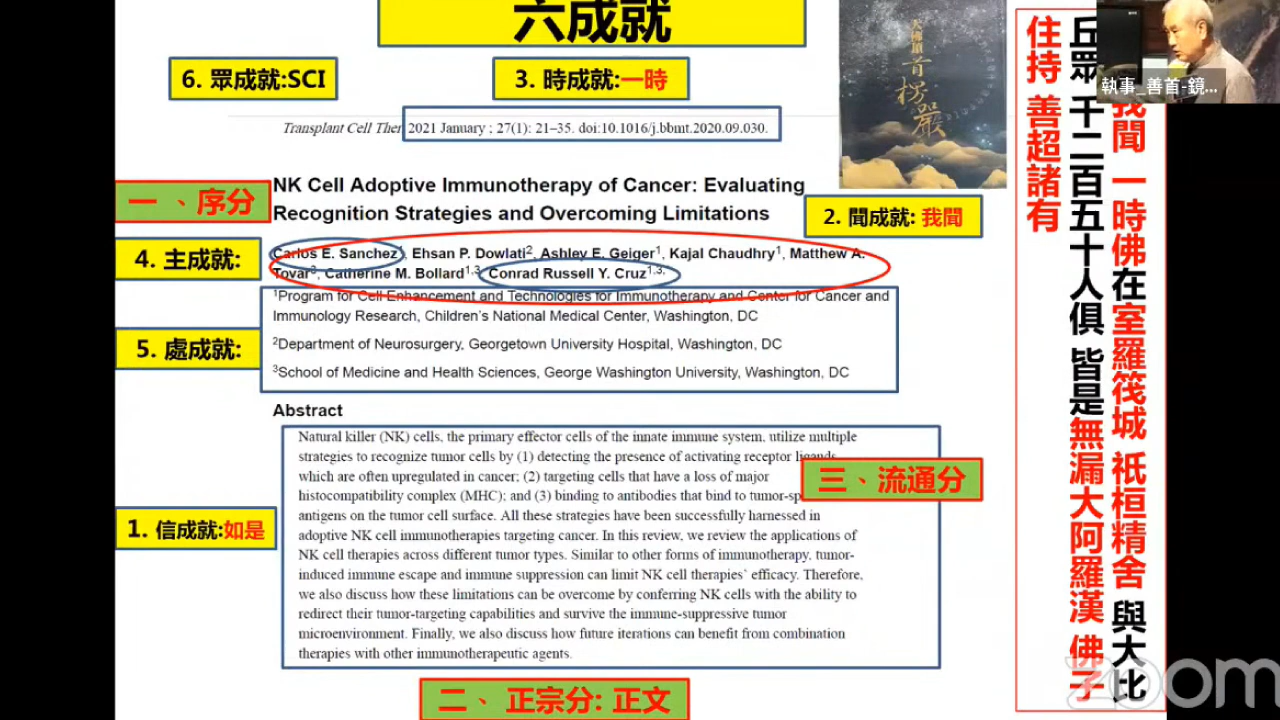 六成就
6. 眾成就:SCI
3. 時成就:一時
Transplant Cell Ther
2021 January ; 27(1): 21–35. doi:10.1016/j.bbmt.2020.09.030.
一、序分
NK Cell Adoptive Immunotherapy of Cancer: Evaluating
Recognition Strategies and Overcoming Limitations
2. 聞成就: 我聞
4. 主成就:
Carlos E. Sanchez1, Ehsan P. Dowlati2, Ashley E. Geiger1, Kajal Chaudhry1, Matthew A.
Tovar3, Catherine M. Bollard1,3, Conrad Russell Y. Cruz1,3,
5. 處成就:
1Program for Cell Enhancement and Technologies for Immunotherapy and Center for Cancer and
Immunology Research, Children's National Medical Center, Washington, DC
2Department of Neurosurgery, Georgetown University Hospital, Washington, DC
3School of Medicine and Health Sciences, George Washington University, Washington, DC
Abstract
1. 信成就:如是
Natural killer (NK) cells, the primary effector cells of the innate immune system, utilize multiple
strategies to recognize tumor cells by (1) detecting the presence of activating receptor ligands
which are often upregulated in cancer; (2) targeting cells that have a loss of major
histocompatibility complex (MHC); and (3) binding to antibodies that bind to tumor-sp
antigens on the tumor cell surface. All these strategies have been successfully harnessed in
adoptive NK cell immunotherapies targeting cancer. In this review, we review the applications of
NK cell therapies across different tumor types. Similar to other forms of immunotherapy, tumor-
induced immune escape and immune suppression can limit NK cell therapies' efficacy. Therefore,
we also discuss how these limitations can be overcome by conferring NK cells with the ability to
redirect their tumor-targeting capabilities and survive the immune-suppressive tumor
microenvironment. Finally, we also discuss how future iterations can benefit from combination
therapies with other immunotherapeutic agents.
三、流通分
二、 正宗分: 正文
大佛頂
首楞嚴
執事_善首-鏡...
我聞 一時佛在室羅筏城 祇桓精舍 與大比
丘眾 千二百五十人俱 皆是無漏大阿羅漢 佛子
住持 善超諸有
zoom